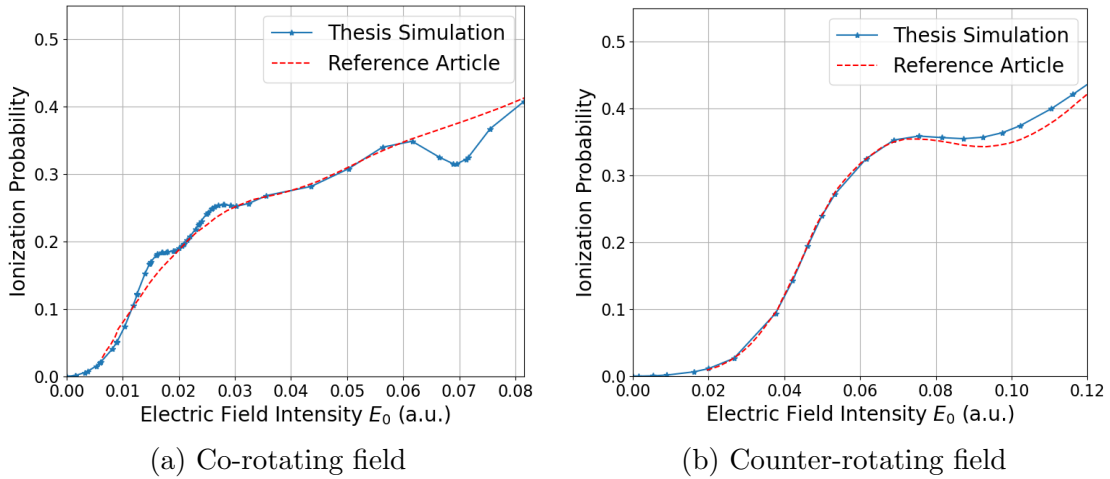 Ionization Probability
0.5
0.4
0.3
0.2
0.1
0.0
0.00 0.01 0.02 0.03 0.04 0.05 0.06 0.07 0.08
Electric Field Intensity E₀ (a.u.)
Thesis Simulation
Reference Article
(a) Co-rotating field
Ionization Probability
0.5
0.4
0.3
0.2
0.1
0.0
0.00 0.02 0.04 0.06 0.08 0.10 0.12
Electric Field Intensity E₀ (a.u.)
Thesis Simulation
Reference Article
(b) Counter-rotating field